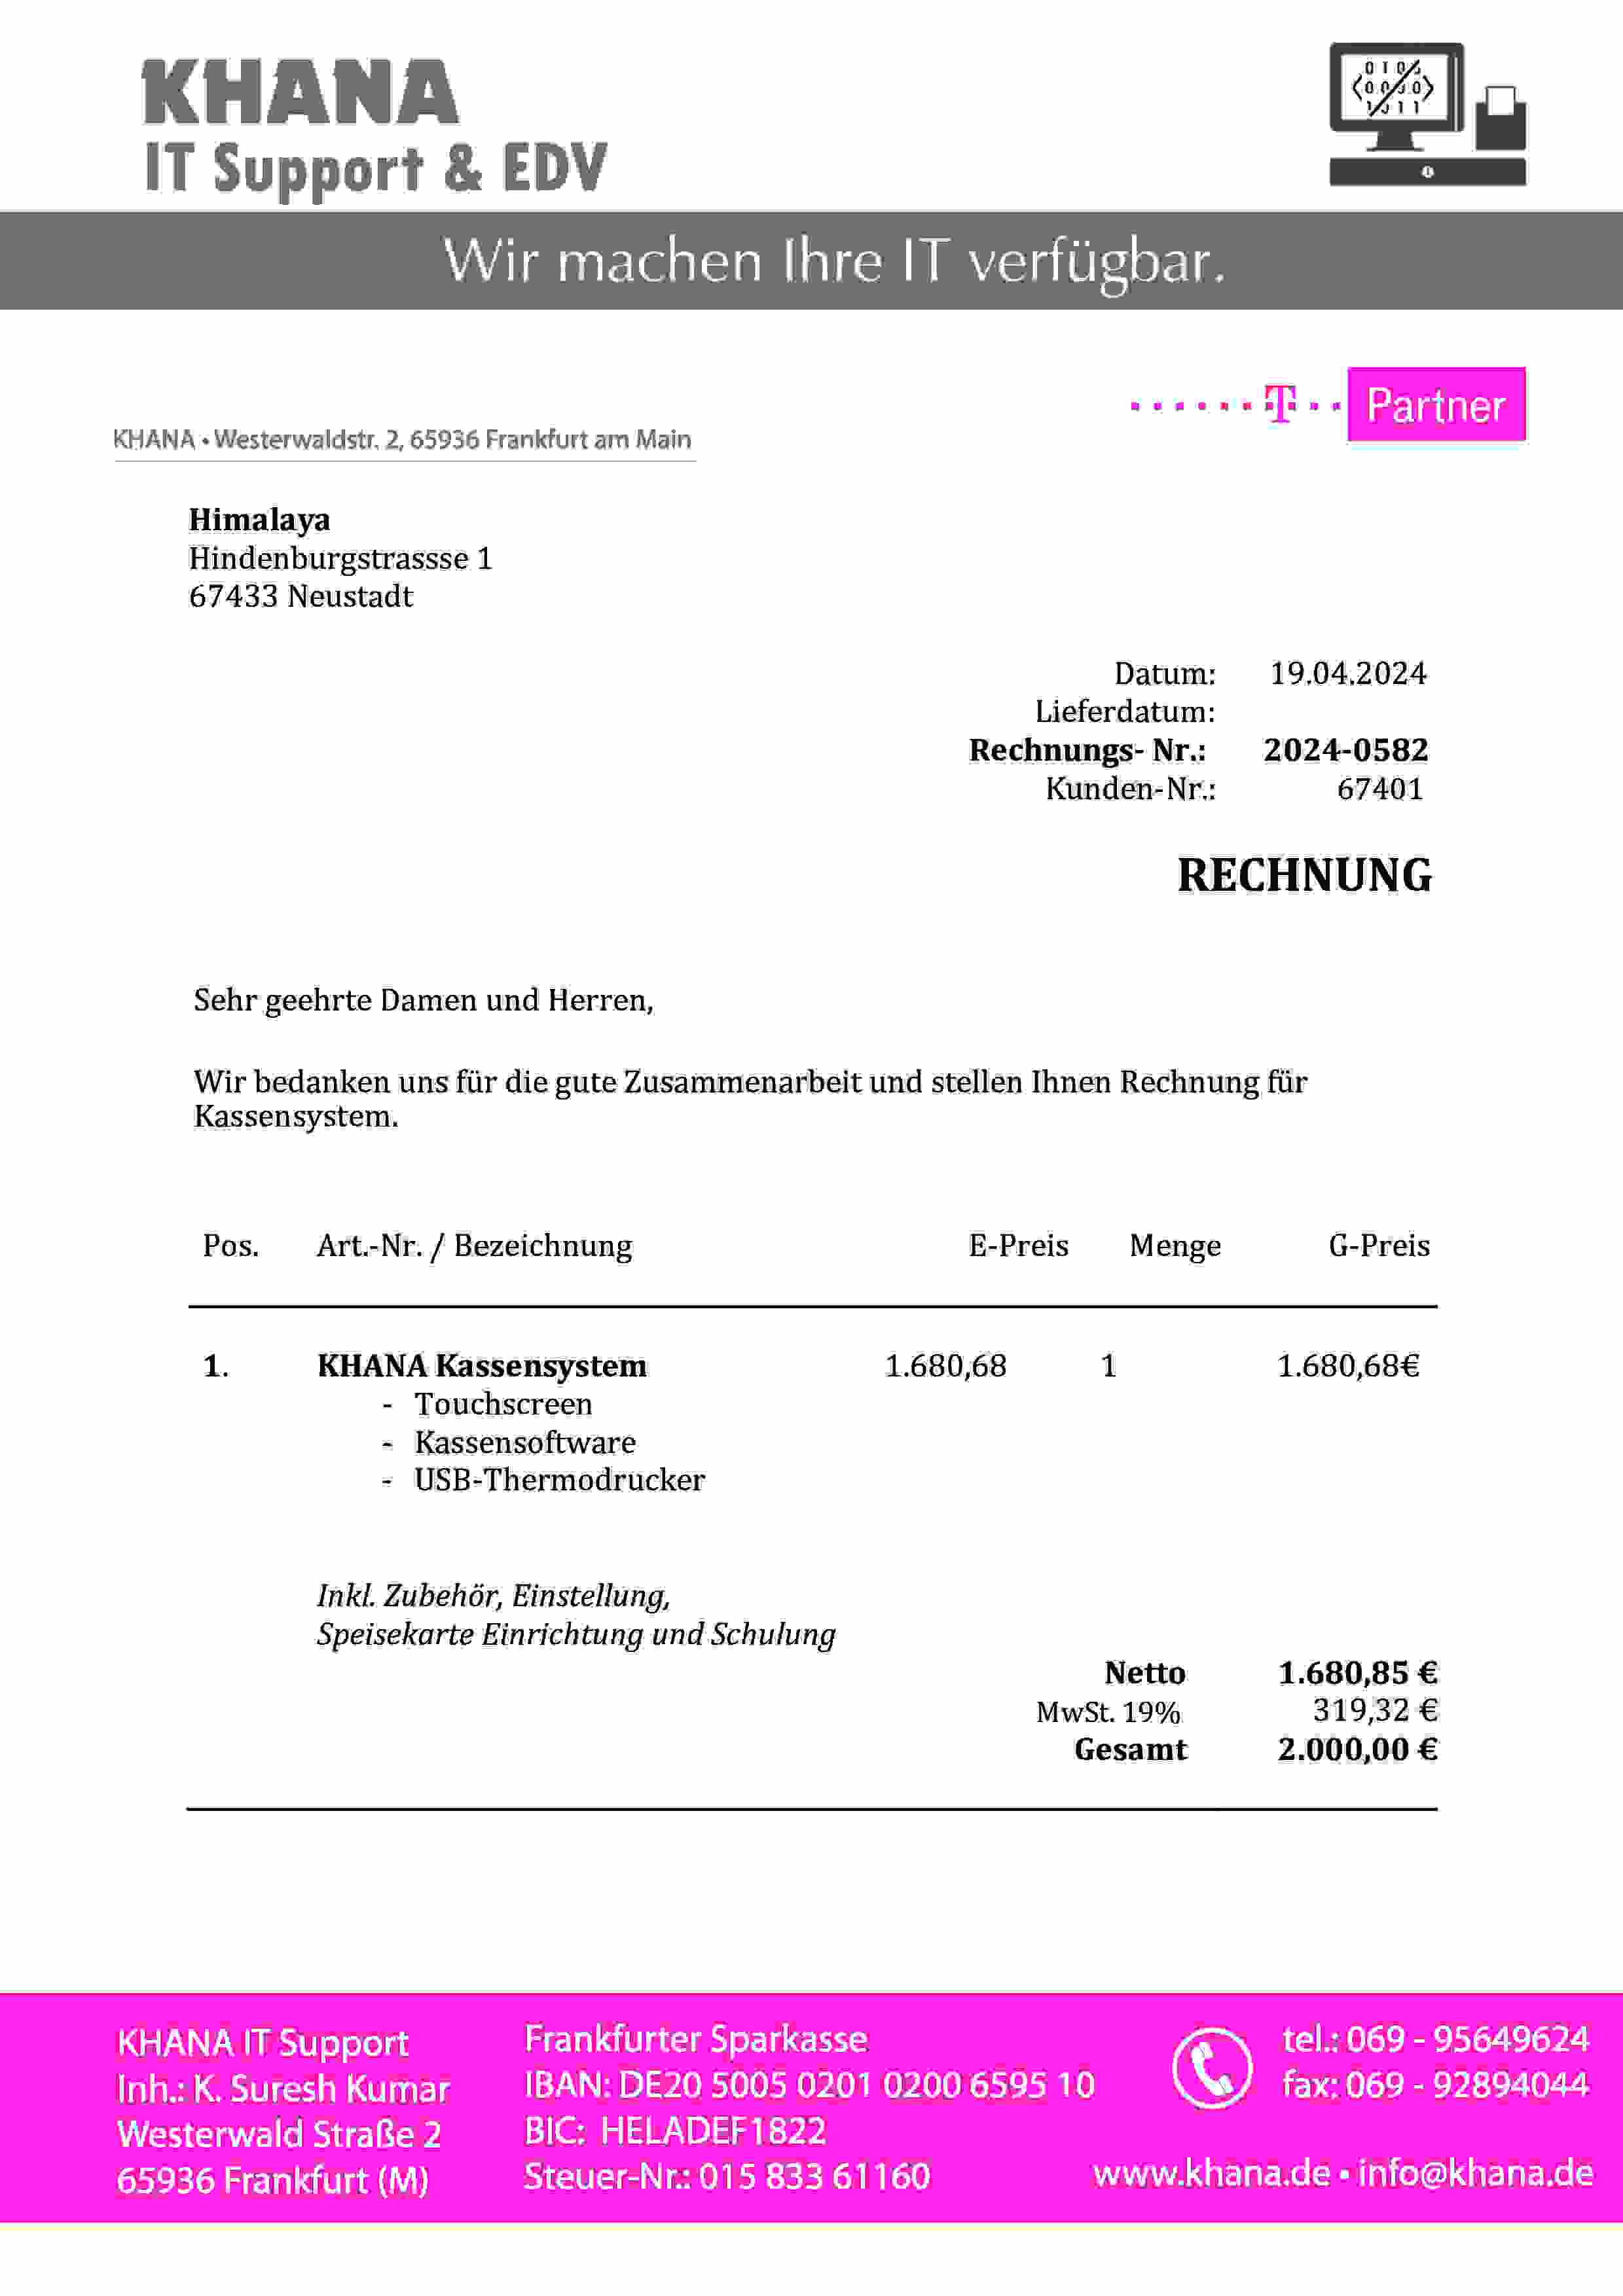 KHANA
IT Support & EDV
Wir machen Ihre IT verfügbar.
T Partner
KHANA • Westerwaldstr. 2, 65936 Frankfurt am Main
Himalaya
Hindenburgstrassse 1
67433 Neustadt
Datum: 19.04.2024
Lieferdatum:
Rechnungs- Nr.: 2024-0582
Kunden-Nr.: 67401
RECHNUNG
Sehr geehrte Damen und Herren,
Wir bedanken uns für die gute Zusammenarbeit und stellen Ihnen Rechnung für
Kassensystem.
Pos. Art.-Nr. / Bezeichnung E-Preis Menge G-Preis
1. KHANA Kassensystem 1.680,68 1 1.680,68€
- Touchscreen
- Kassensoftware
- USB-Thermodrucker
Inkl. Zubehör, Einstellung,
Speisekarte Einrichtung und Schulung
Netto 1.680,85 €
MwSt. 19% 319,32 €
Gesamt 2.000,00 €
KHANA IT Support
Inh.: K. Suresh Kumar
Westerwald Straße 2
65936 Frankfurt (M)
Frankfurter Sparkasse
IBAN: DE20 5005 0201 0200 6595 10
BIC: HELADEF1822
Steuer-Nr.: 015 833 61160
tel.: 069 - 95649624
fax: 069 - 92894044
www.khana.de • info@khana.de